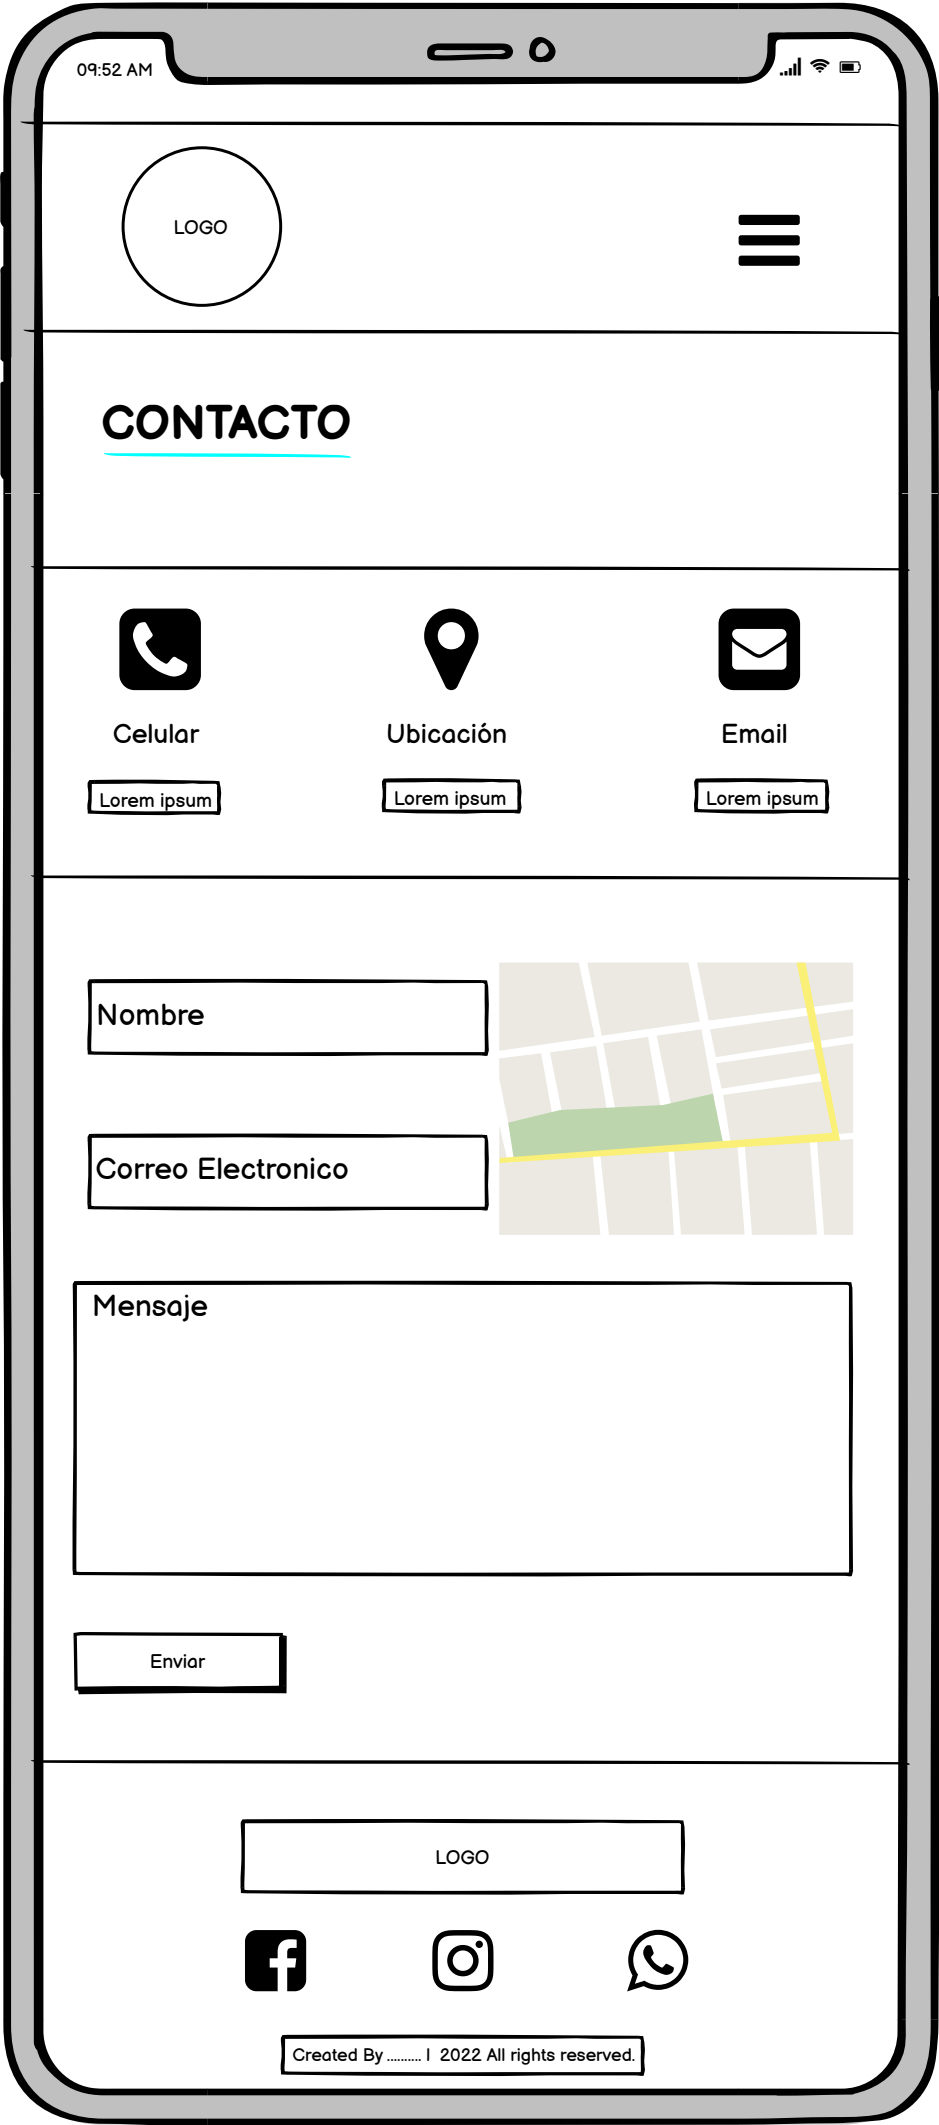 09:52 AM
LOGO
CONTACTO
Celular
Ubicación
Email
Lorem ipsum
Lorem ipsum
Lorem ipsum
Nombre
Correo Electronico
Mensaje
Enviar
LOGO
Created By .......... | 2022 All rights reserved.